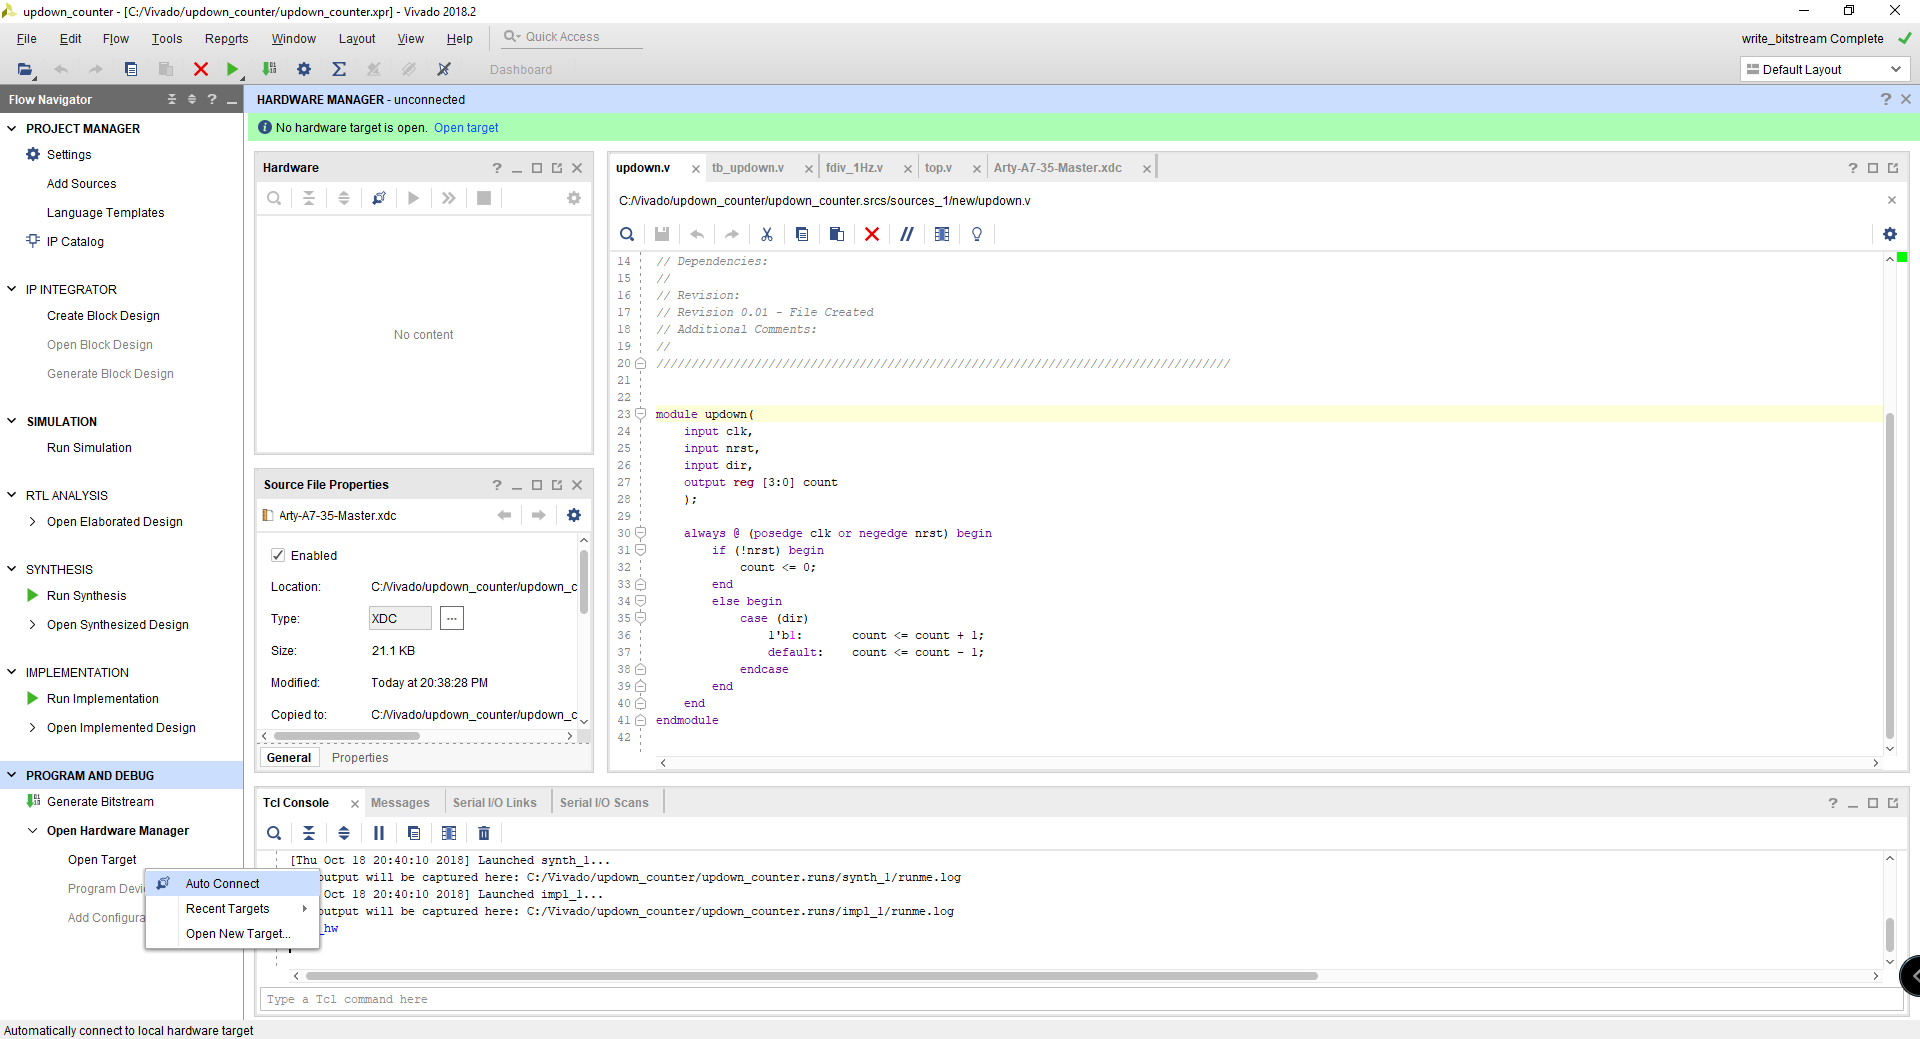 updown_counter - [C:/Vivado/updown_counter/updown_counter.xpr] - Vivado 2018.2
File Edit Flow Tools Reports Window Layout View Help Quick Access
write_bitstream Complete
Dashboard
Default Layout
Flow Navigator
PROJECT MANAGER
Settings
Add Sources
Language Templates
IP Catalog
IP INTEGRATOR
Create Block Design
Open Block Design
Generate Block Design
SIMULATION
Run Simulation
RTL ANALYSIS
Open Elaborated Design
SYNTHESIS
Run Synthesis
Open Synthesized Design
IMPLEMENTATION
Run Implementation
Open Implemented Design
PROGRAM AND DEBUG
Generate Bitstream
Open Hardware Manager
Open Target
Program Devi
Add Configura
Auto Connect
Recent Targets
Open New Target...
HARDWARE MANAGER - unconnected
No hardware target is open. Open target
Hardware
No content
Source File Properties
Arty-A7-35-Master.xdc
Enabled
Location: C:/Vivado/updown_counter/updown_c
Type: XDC ...
Size: 21.1 KB
Modified: Today at 20:38:28 PM
Copied to: C:/Vivado/updown_counter/updown_c
General Properties
updown.v tb_updown.v fdiv_1Hz.v top.v Arty-A7-35-Master.xdc
C:/Vivado/updown_counter/updown_counter.srcs/sources_1/new/updown.v
14 // Dependencies:
15 //
16 // Revision:
17 // Revision 0.01 - File Created
18 // Additional Comments:
19 //
20 //////////////////////////////////////////////////////////////////////////////////
21
22
23 module updown(
24 input clk,
25 input nrst,
26 input dir,
27 output reg [3:0] count
28 );
29
30 always @ (posedge clk or negedge nrst) begin
31 if (!nrst) begin
32 count <= 0;
33 end
34 else begin
35 case (dir)
36 1'b1: count <= count + 1;
37 default: count <= count - 1;
38 endcase
39 end
40 end
41 endmodule
42
Tcl Console Messages Serial I/O Links Serial I/O Scans
[Thu Oct 18 20:40:10 2018] Launched synth_1...
output will be captured here: C:/Vivado/updown_counter/updown_counter.runs/synth_1/runme.log
Oct 18 20:40:10 2018] Launched impl_1...
output will be captured here: C:/Vivado/updown_counter/updown_counter.runs/impl_1/runme.log
_hw
Type a Tcl command here
Automatically connect to local hardware target